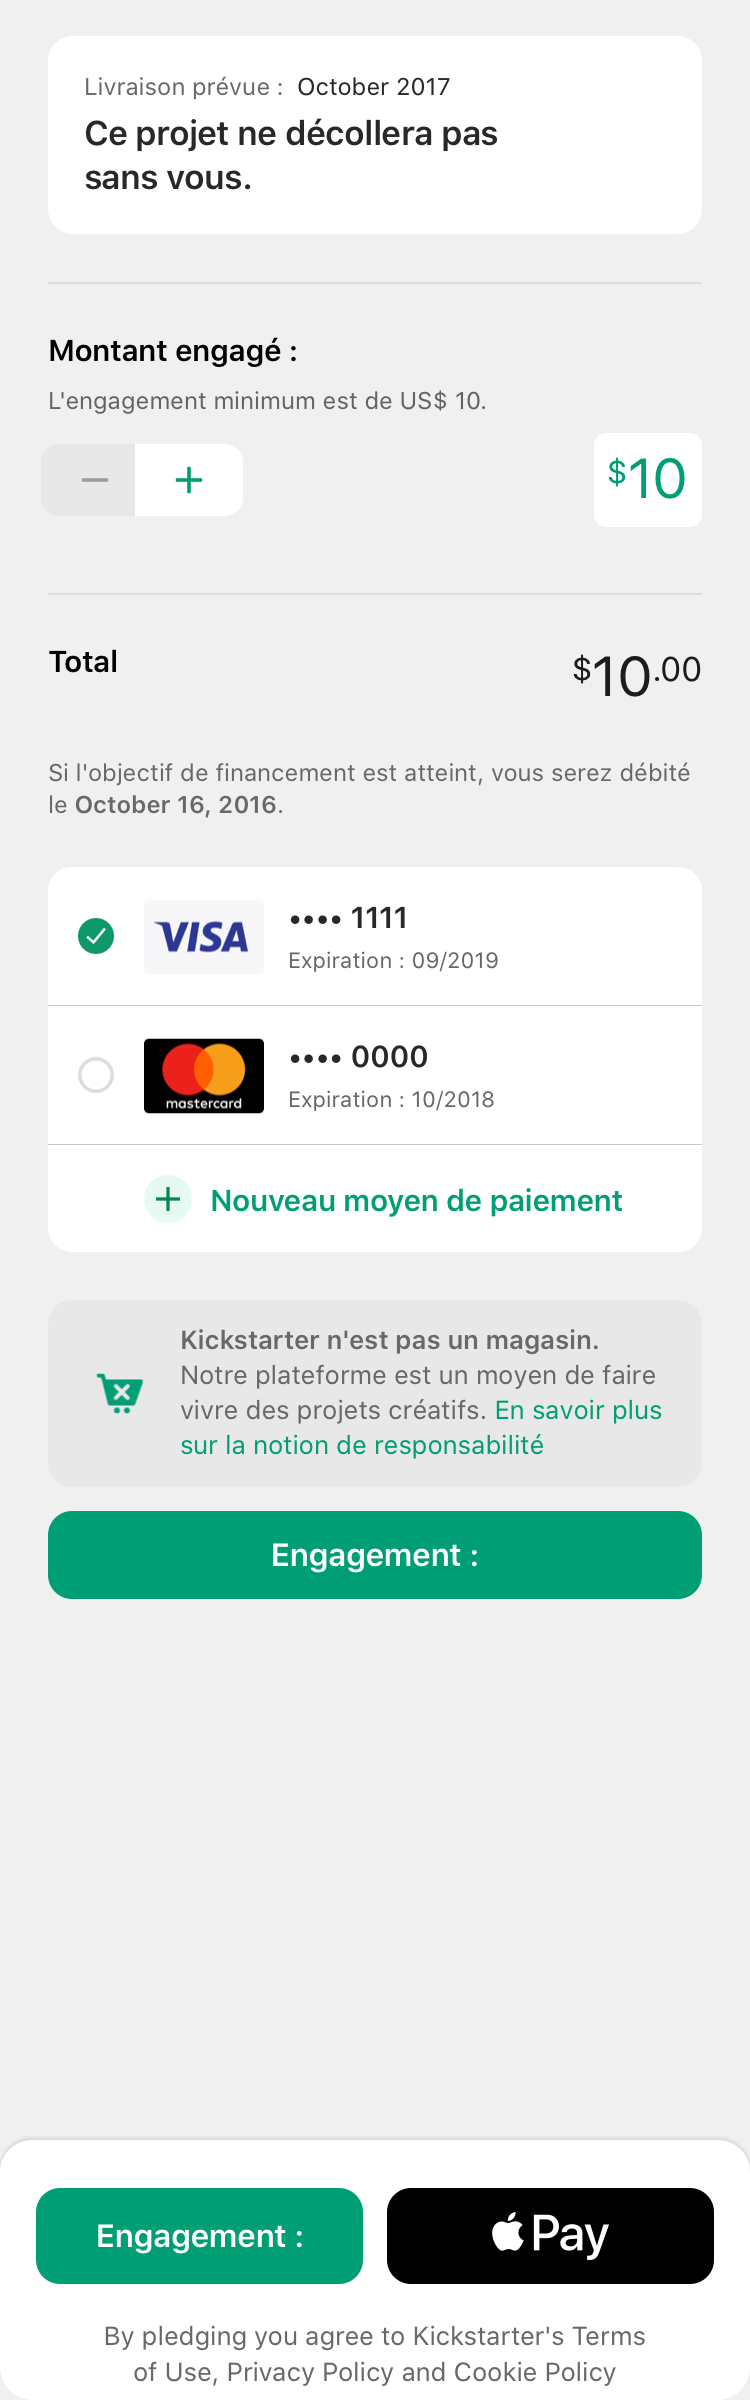 Livraison prévue : October 2017
Ce projet ne décollera pas
sans vous.
Montant engagé :
L'engagement minimum est de US$ 10.
− +
$10
Total
$10.00
Si l'objectif de financement est atteint, vous serez débité
le October 16, 2016.
VISA
•••• 1111
Expiration : 09/2019
mastercard
•••• 0000
Expiration : 10/2018
+ Nouveau moyen de paiement
Kickstarter n'est pas un magasin.
Notre plateforme est un moyen de faire
vivre des projets créatifs. En savoir plus
sur la notion de responsabilité
Engagement :
Engagement :
Pay
By pledging you agree to Kickstarter's Terms
of Use, Privacy Policy and Cookie Policy